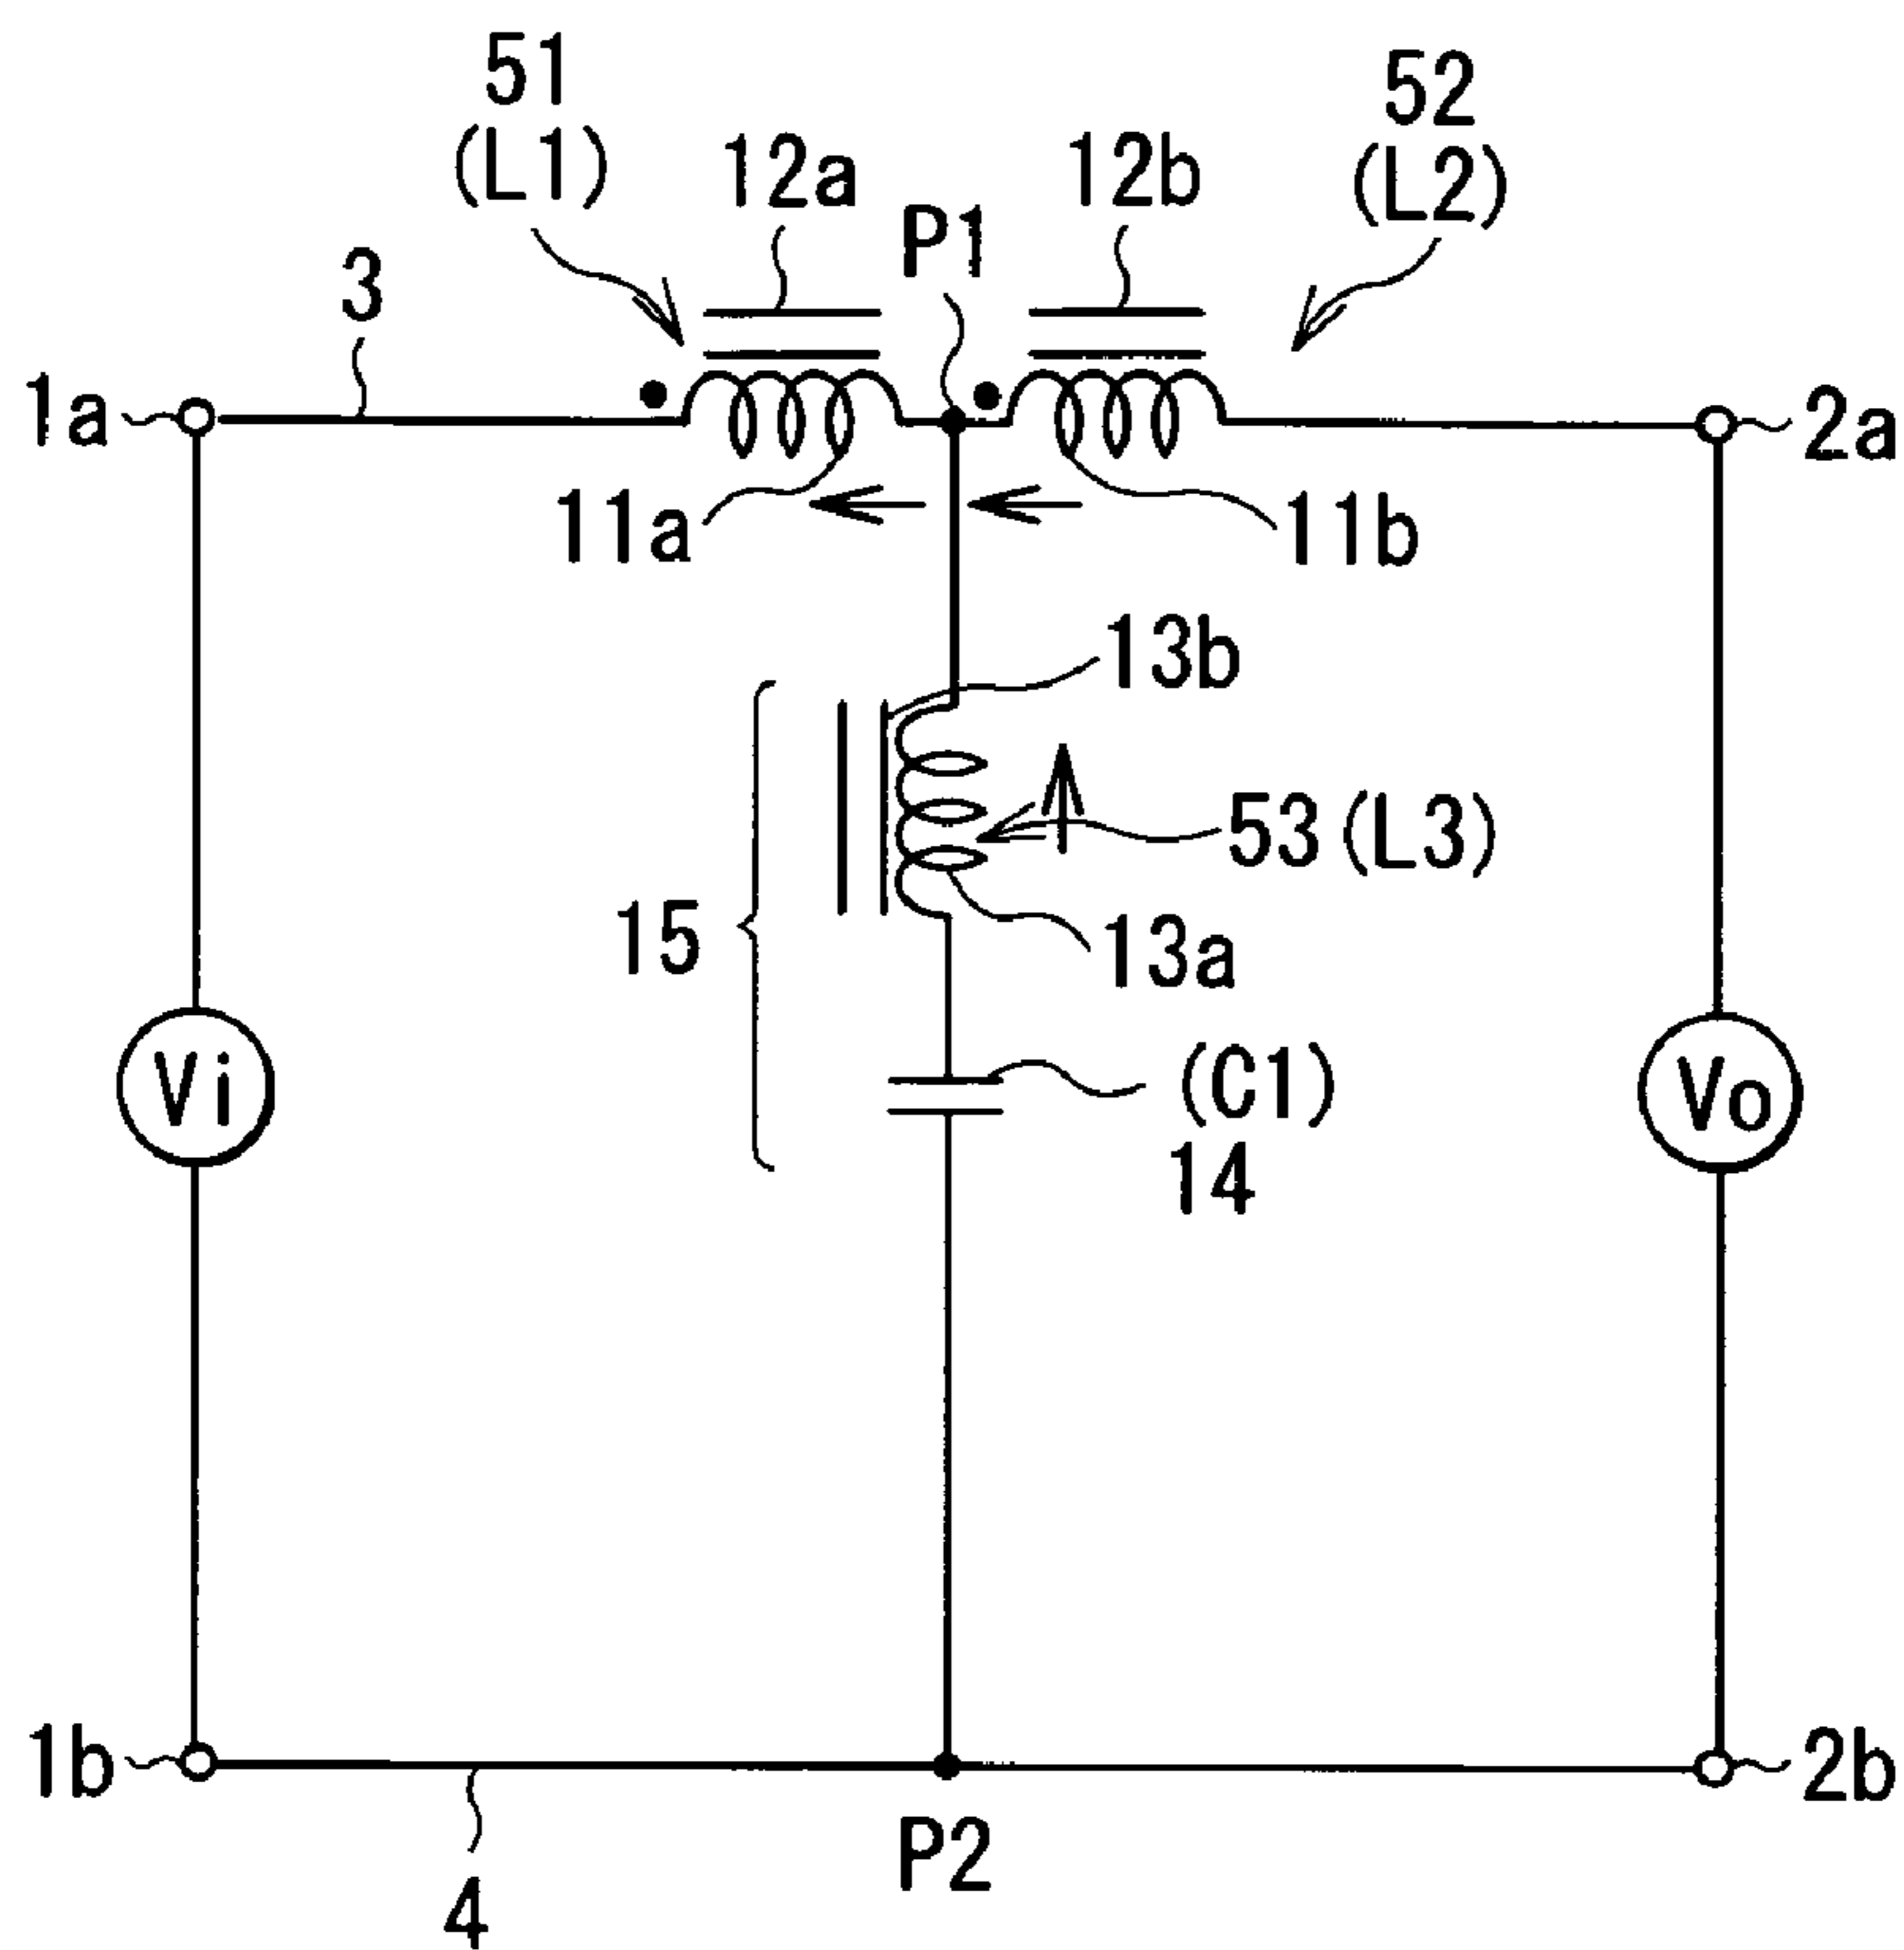 51
(L1)
52
(L2)
12a
12b
P1
3
1a
2a
11a
11b
13b
53(L3)
15
13a
(C1)
14
Vi
Vo
1b
2b
P2
4